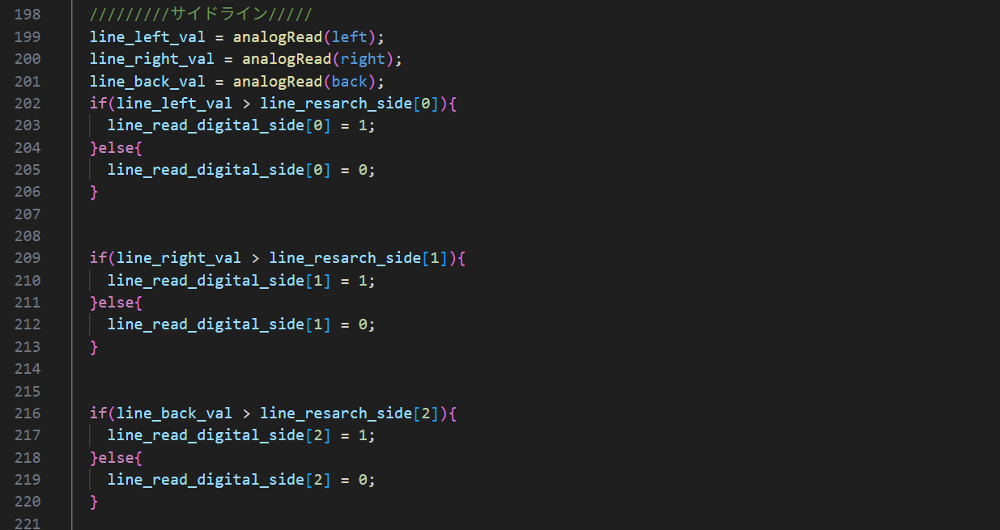 198 /////////サイドライン/////
199 line_left_val = analogRead(left);
200 line_right_val = analogRead(right);
201 line_back_val = analogRead(back);
202 if(line_left_val > line_resarch_side[0]){
203 line_read_digital_side[0] = 1;
204 }else{
205 line_read_digital_side[0] = 0;
206 }
207
208
209 if(line_right_val > line_resarch_side[1]){
210 line_read_digital_side[1] = 1;
211 }else{
212 line_read_digital_side[1] = 0;
213 }
214
215
216 if(line_back_val > line_resarch_side[2]){
217 line_read_digital_side[2] = 1;
218 }else{
219 line_read_digital_side[2] = 0;
220 }
221